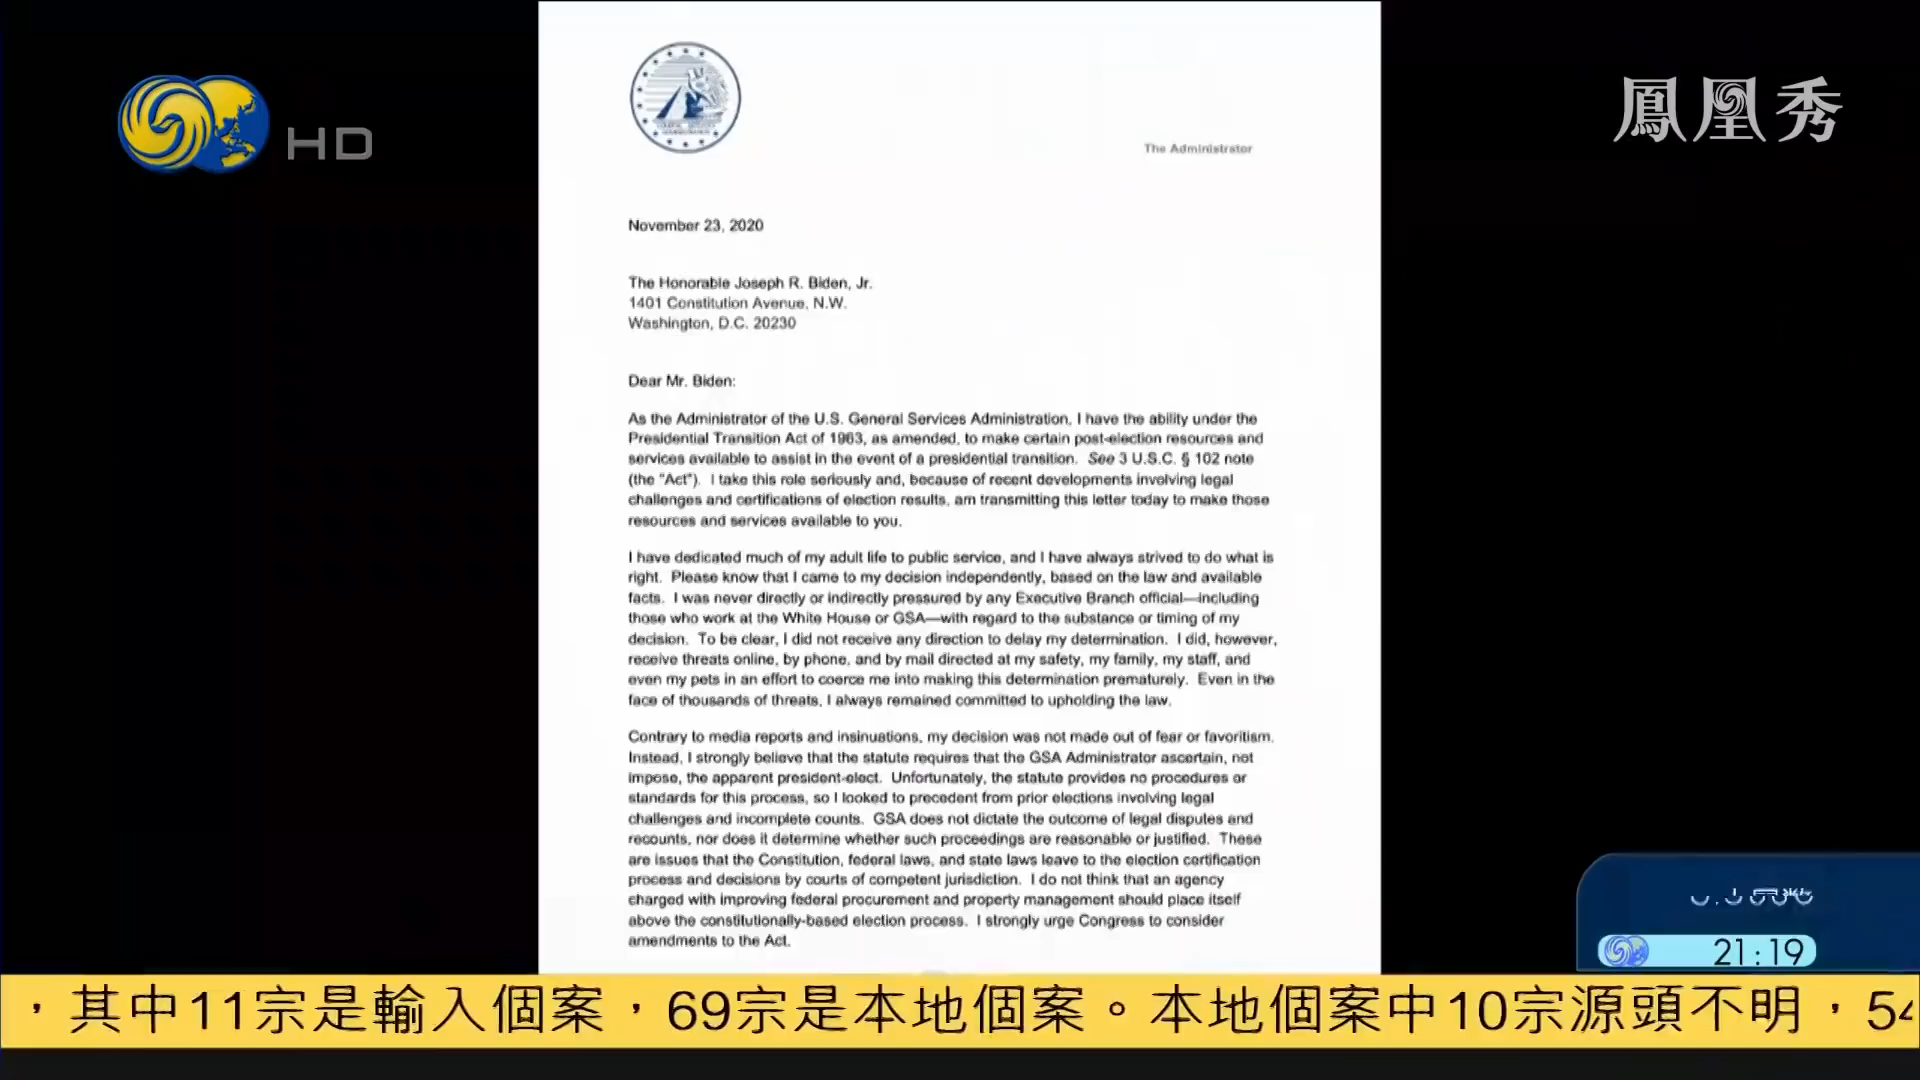 HD
鳳凰秀
The Administrator
November 23, 2020
The Honorable Joseph R. Biden, Jr.
1401 Constitution Avenue, N.W.
Washington, D.C. 20230
Dear Mr. Biden:
As the Administrator of the U.S. General Services Administration, I have the ability under the
Presidential Transition Act of 1963, as amended, to make certain post-election resources and
services available to assist in the event of a presidential transition. See 3 U.S.C. § 102 note
(the "Act"). I take this role seriously and, because of recent developments involving legal
challenges and certifications of election results, am transmitting this letter today to make those
resources and services available to you.
I have dedicated much of my adult life to public service, and I have always strived to do what is
right. Please know that I came to my decision independently, based on the law and available
facts. I was never directly or indirectly pressured by any Executive Branch official—including
those who work at the White House or GSA—with regard to the substance or timing of my
decision. To be clear, I did not receive any direction to delay my determination. I did, however,
receive threats online, by phone, and by mail directed at my safety, my family, my staff, and
even my pets in an effort to coerce me into making this determination prematurely. Even in the
face of thousands of threats, I always remained committed to upholding the law.
Contrary to media reports and insinuations, my decision was not made out of fear or favoritism.
Instead, I strongly believe that the statute requires that the GSA Administrator ascertain, not
impose, the apparent president-elect. Unfortunately, the statute provides no procedures or
standards for this process, so I looked to precedent from prior elections involving legal
challenges and incomplete counts. GSA does not dictate the outcome of legal disputes and
recounts, nor does it determine whether such proceedings are reasonable or justified. These
are issues that the Constitution, federal laws, and state laws leave to the election certification
process and decisions by courts of competent jurisdiction. I do not think that an agency
charged with improving federal procurement and property management should place itself
above the constitutionally-based election process. I strongly urge Congress to consider
amendments to the Act.
21:19
，其中11宗是輸入個案，69宗是本地個案。本地個案中10宗源頭不明，54